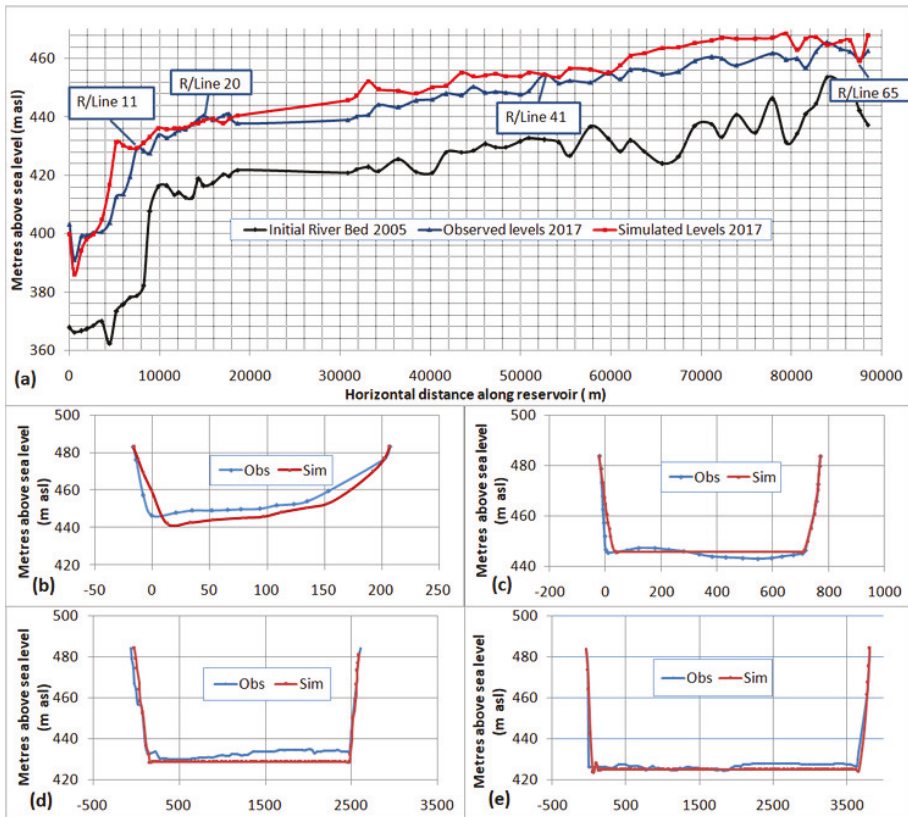 Metres above sea level (m asl)
460
440
420
400
380
360
R/Line 11
R/Line 20
R/Line 41
R/Line 65
Initial River Bed 2005
Observed levels 2017
Simulated Levels 2017
(a)
0 10000 20000 30000 40000 50000 60000 70000 80000 90000
Horizontal distance along reservoir ( m)
Metres above sea level
(m asl)
500
480
460
440
420
Obs Sim
(b)
-50 0 50 100 150 200 250
Metres above sea level
(m asl)
500
480
460
440
420
Obs Sim
(c)
-200 0 200 400 600 800 1000
Metres above sea level
(m asl)
500
480
460
440
420
Obs Sim
(d)
-500 500 1500 2500 3500
Metres above sea level
(m asl)
500
480
460
440
420
Obs Sim
(e)
-500 500 1500 2500 3500